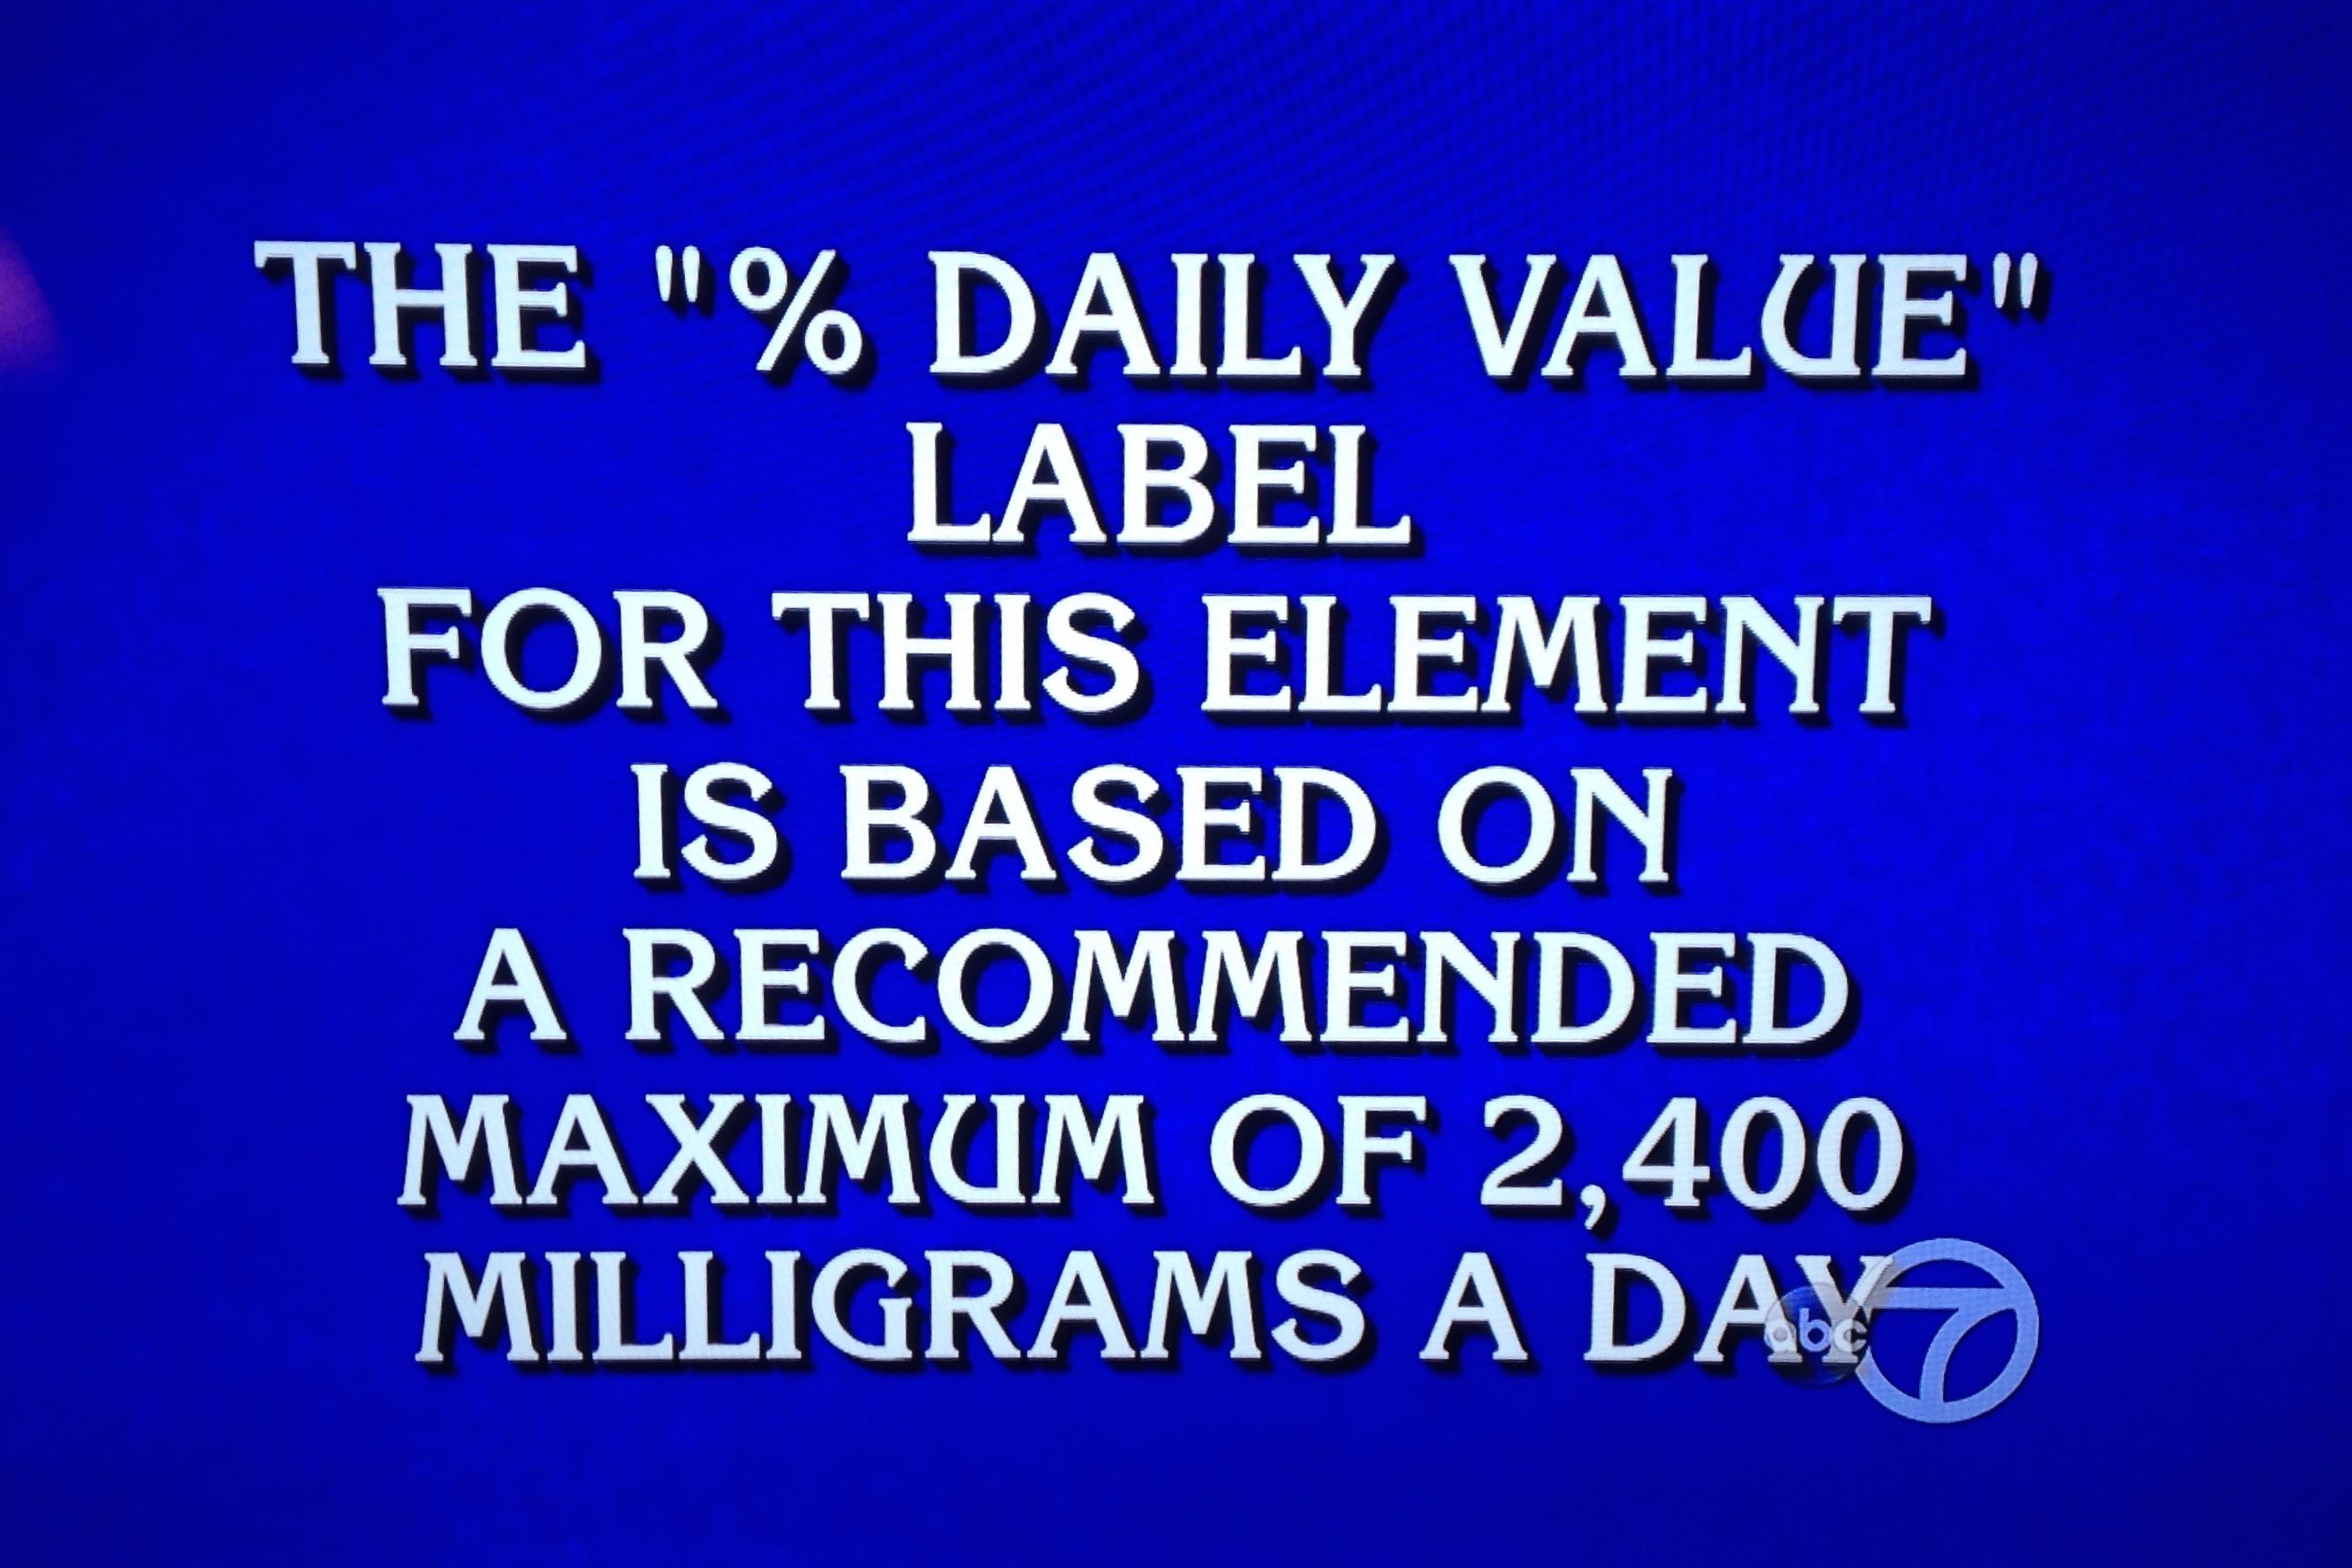 THE "% DAILY VALUE"
LABEL
FOR THIS ELEMENT
IS BASED ON
A RECOMMENDED
MAXIMUM OF 2,400
MILLIGRAMS A DAY
abc 7